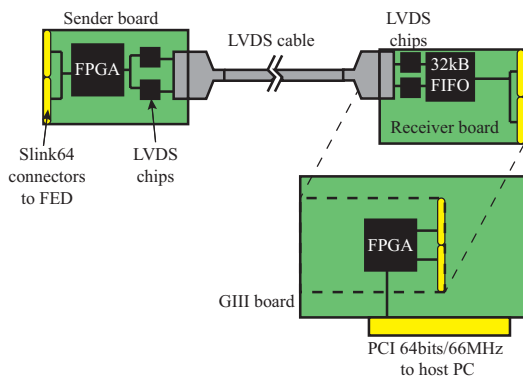 Sender board
LVDS cable
LVDS
chips
FPGA
32kB
FIFO
Receiver board
Slink64
connectors
to FED
LVDS
chips
FPGA
GIII board
PCI 64bits/66MHz
to host PC